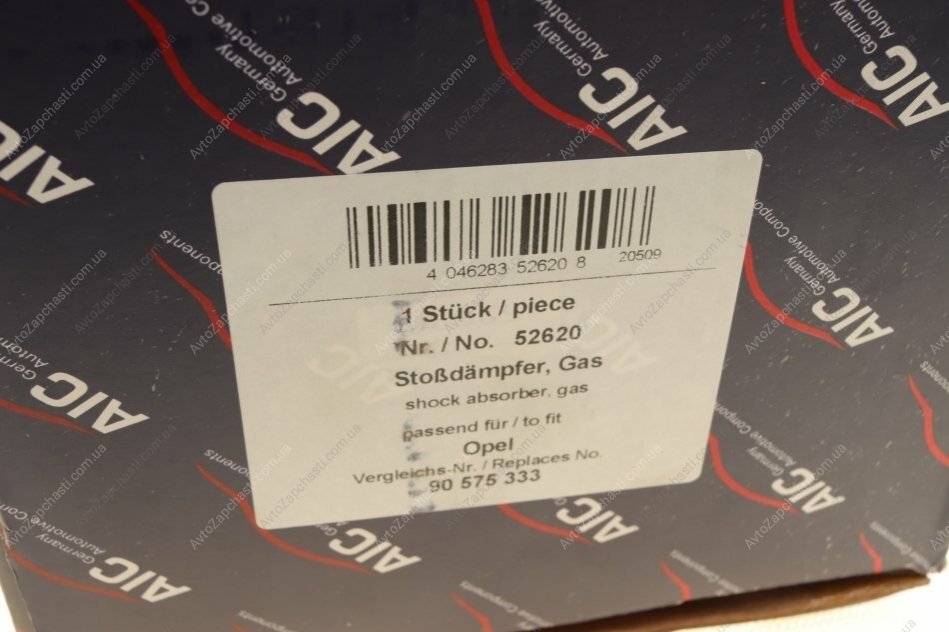 AIC Germany Automotive Components
4 046283 52620 8 20509
1 Stück / piece
Nr. / No. 52620
Stoßdämpfer, Gas
shock absorber, gas
passend für / to fit
Opel
Vergleichs-Nr. / Replaces No.
90 575 333
AvtoZapchasti.com.ua